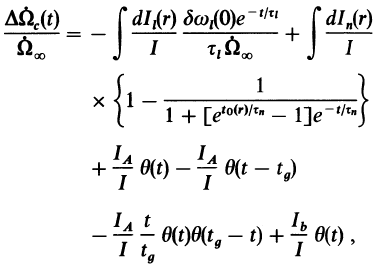 ΔΩ̇_c(t)/Ω̇_∞ = − ∫ dI_l(r)/I δω_l(0)e^{−t/τ_l}/τ_l Ω̇_∞ + ∫ dI_n(r)/I
× {1 − 1/(1 + [e^{t_0(r)/τ_n} − 1]e^{−t/τ_n})}
+ I_A/I θ(t) − I_A/I θ(t − t_g)
− I_A/I t/t_g θ(t)θ(t_g − t) + I_b/I θ(t) ,